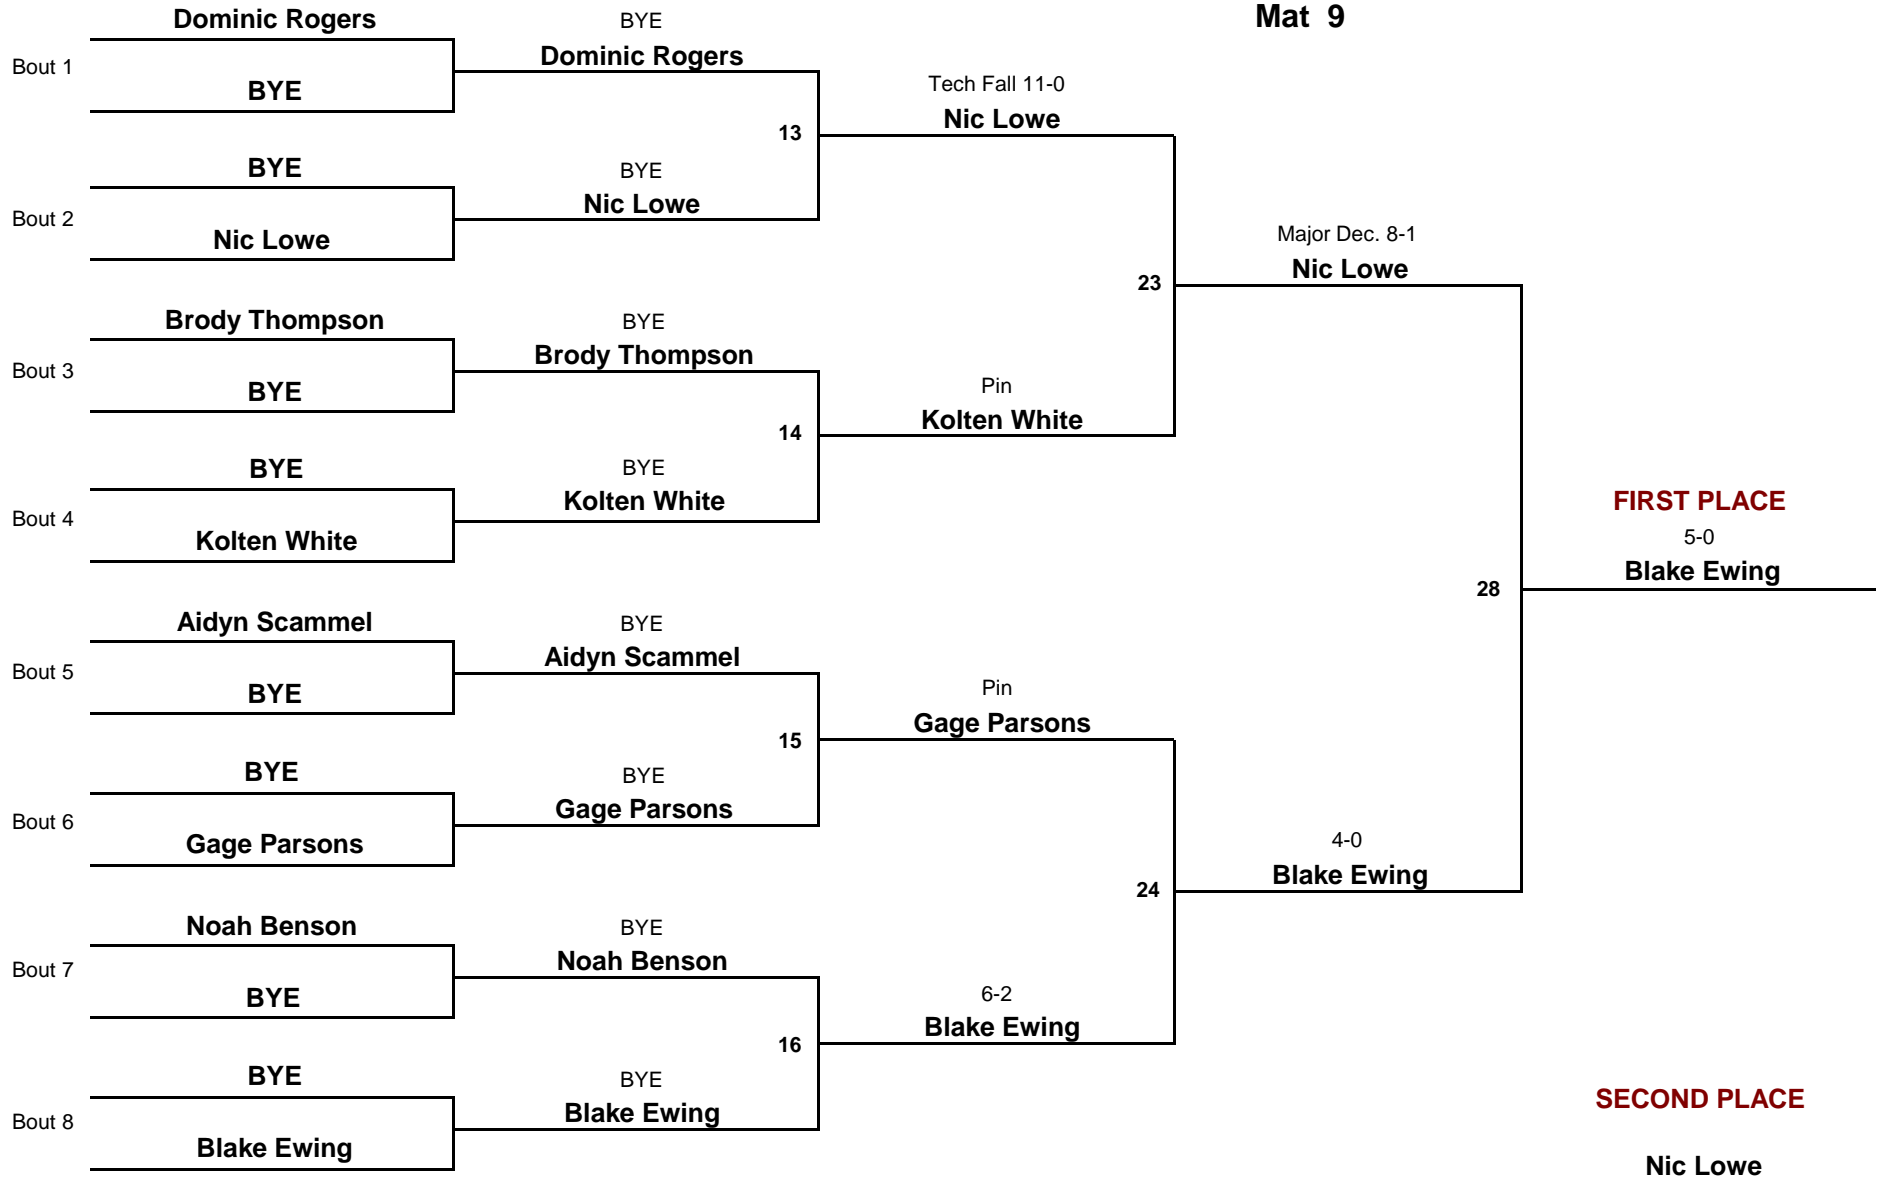 Mat 9
Dominic Rogers
Bout 1
BYE
BYE
Bout 2
Nic Lowe
Brody Thompson
Bout 3
BYE
BYE
Bout 4
Kolten White
Aidyn Scammel
Bout 5
BYE
BYE
Bout 6
Gage Parsons
Noah Benson
Bout 7
BYE
BYE
Bout 8
Blake Ewing
BYE
Dominic Rogers
13
BYE
Nic Lowe
BYE
Brody Thompson
14
BYE
Kolten White
BYE
Aidyn Scammel
15
BYE
Gage Parsons
BYE
Noah Benson
16
BYE
Blake Ewing
Tech Fall 11-0
Nic Lowe
23
Pin
Kolten White
Pin
Gage Parsons
24
6-2
Blake Ewing
Major Dec. 8-1
Nic Lowe
28
4-0
Blake Ewing
FIRST PLACE
5-0
Blake Ewing
SECOND PLACE
Nic Lowe